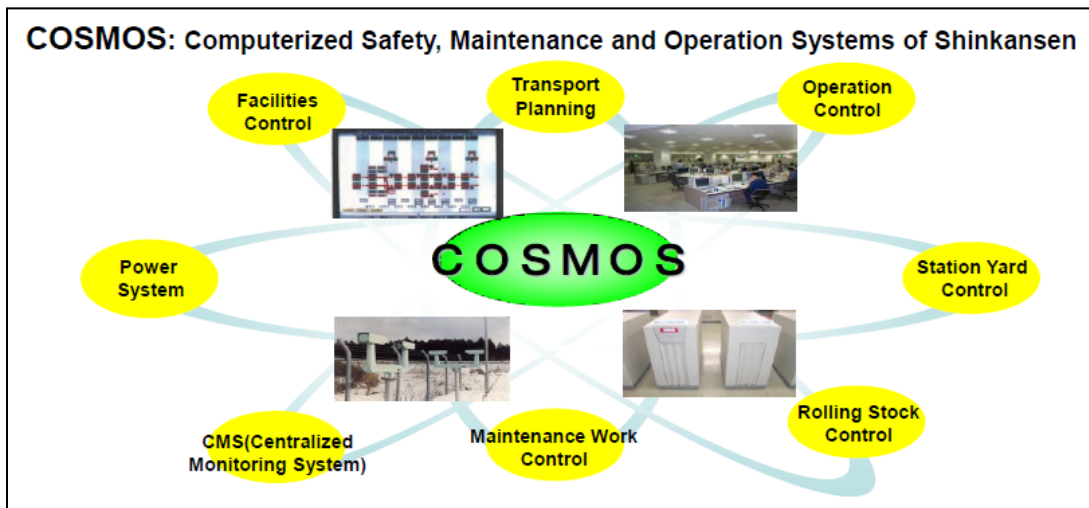 COSMOS: Computerized Safety, Maintenance and Operation Systems of Shinkansen
Facilities
Control
Transport
Planning
Operation
Control
COSMOS
Power
System
Station Yard
Control
CMS(Centralized
Monitoring System)
Maintenance Work
Control
Rolling Stock
Control